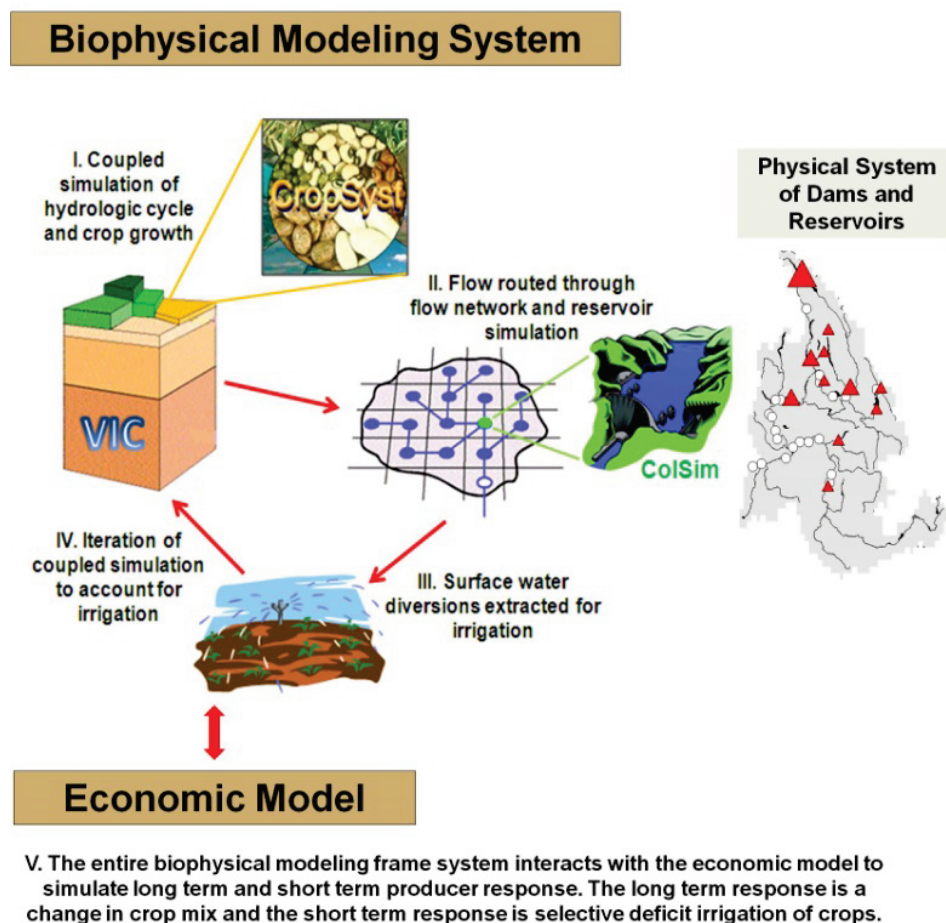 Biophysical Modeling System
I. Coupled
simulation of
hydrologic cycle
and crop growth
CropSyst
Physical System
of Dams and
Reservoirs
II. Flow routed through
flow network and reservoir
simulation
VIC
ColSim
IV. Iteration of
coupled simulation
to account for
irrigation
III. Surface water
diversions extracted for
irrigation
Economic Model
V. The entire biophysical modeling frame system interacts with the economic model to
simulate long term and short term producer response. The long term response is a
change in crop mix and the short term response is selective deficit irrigation of crops.